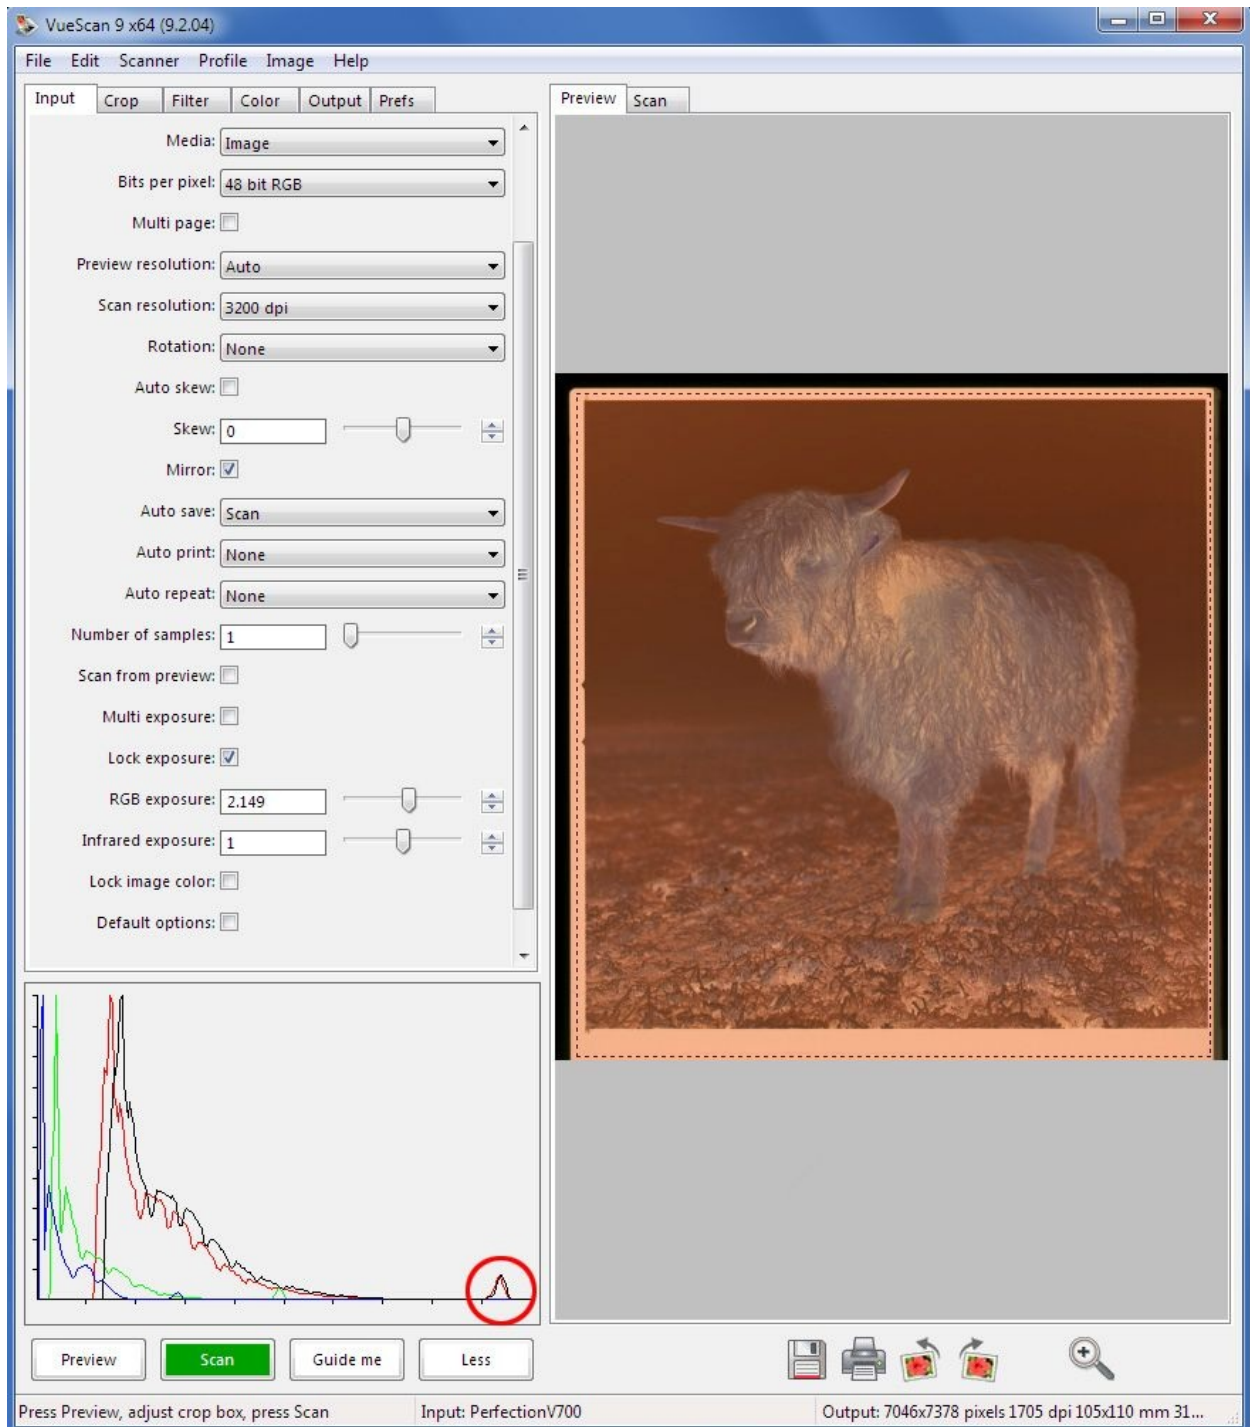 VueScan 9 x64 (9.2.04)
File Edit Scanner Profile Image Help
Input Crop Filter Color Output Prefs
Preview Scan
Media: Image
Bits per pixel: 48 bit RGB
Multi page:
Preview resolution: Auto
Scan resolution: 3200 dpi
Rotation: None
Auto skew:
Skew: 0
Mirror:
Auto save: Scan
Auto print: None
Auto repeat: None
Number of samples: 1
Scan from preview:
Multi exposure:
Lock exposure:
RGB exposure: 2.149
Infrared exposure: 1
Lock image color:
Default options:
Preview Scan Guide me Less
Press Preview, adjust crop box, press Scan Input: PerfectionV700 Output: 7046x7378 pixels 1705 dpi 105x110 mm 31...